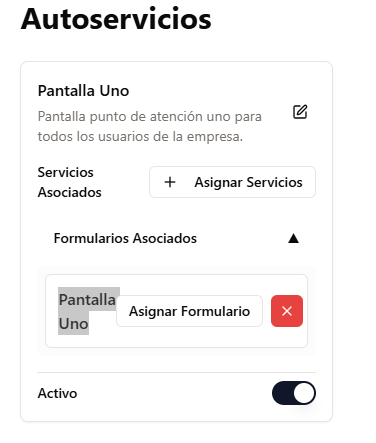 Autoservicios
Pantalla Uno
Pantalla punto de atención uno para
todos los usuarios de la empresa.
Servicios
Asociados
Asignar Servicios
Formularios Asociados
Pantalla
Uno
Asignar Formulario
Activo